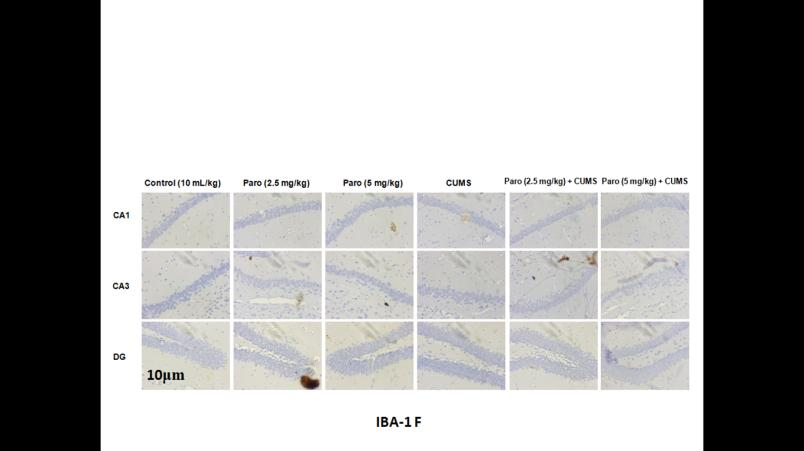 Control (10 mL/kg) Paro (2.5 mg/kg) Paro (5 mg/kg) CUMS Paro (2.5 mg/kg) + CUMS Paro (5 mg/kg) + CUMS
CA1
CA3
DG
10μm
IBA-1 F